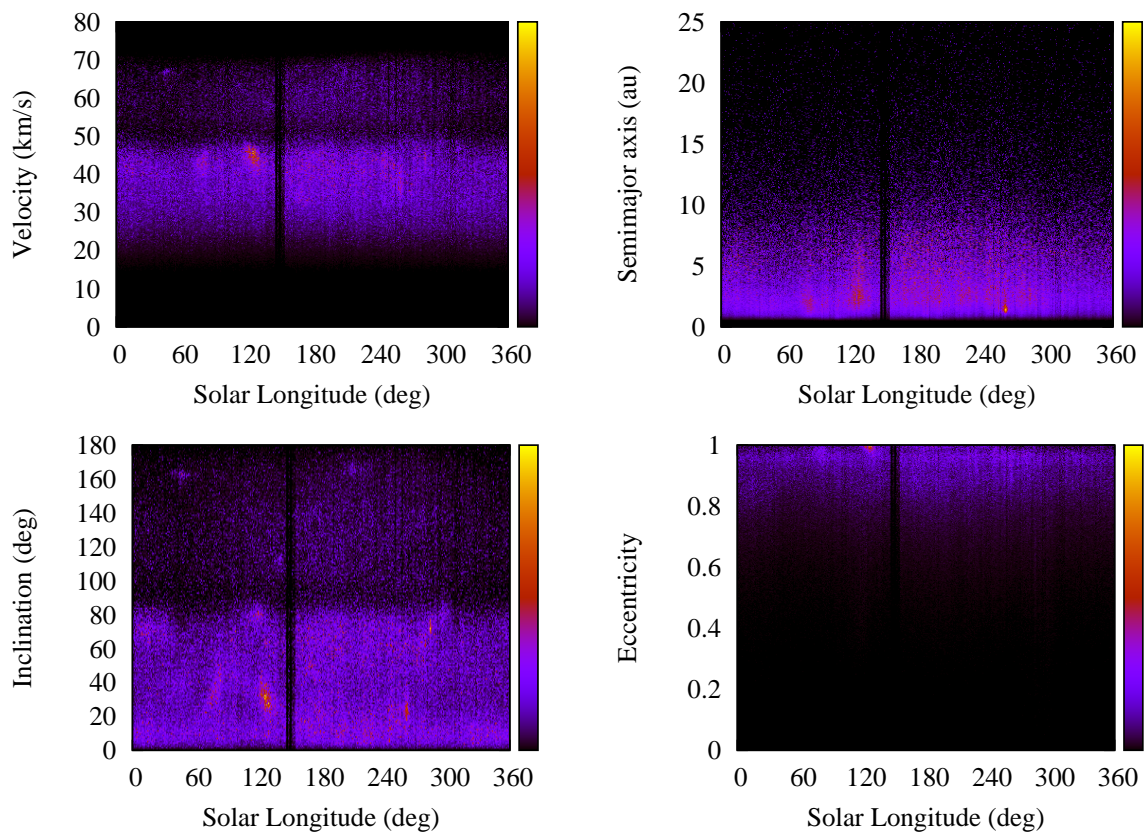 80
70
60
50
40
30
20
10
0
Velocity (km/s)
0 60 120 180 240 300 360
Solar Longitude (deg)
25
20
15
10
5
0
Semimajor axis (au)
0 60 120 180 240 300 360
Solar Longitude (deg)
180
160
140
120
100
80
60
40
20
0
Inclination (deg)
0 60 120 180 240 300 360
Solar Longitude (deg)
1
0.8
0.6
0.4
0.2
0
Eccentricity
0 60 120 180 240 300 360
Solar Longitude (deg)